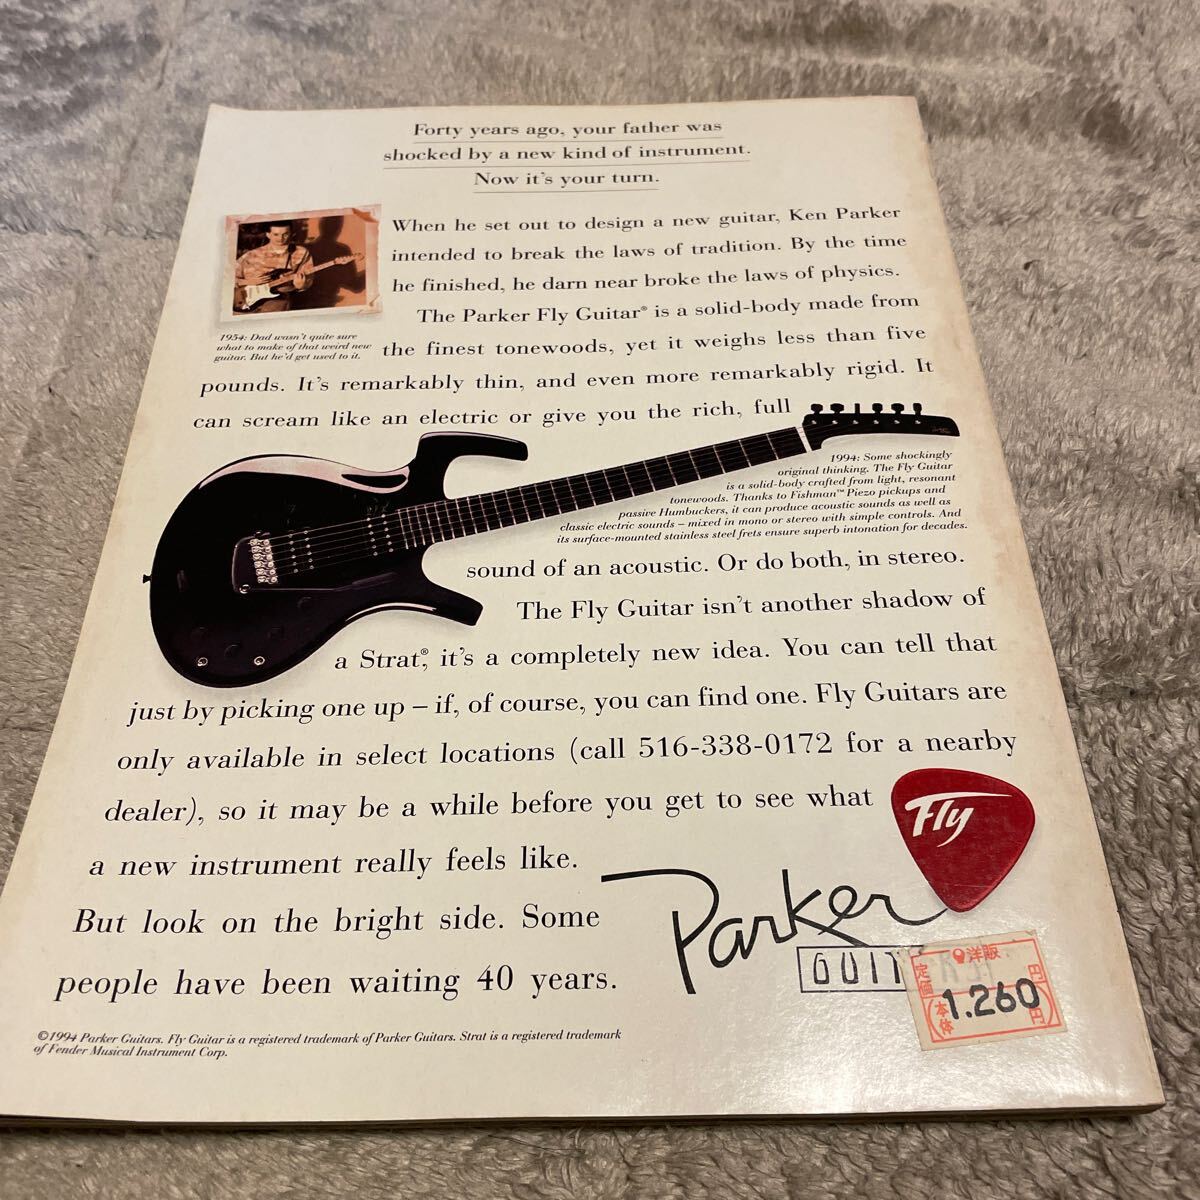 Forty years ago, your father was
shocked by a new kind of instrument.
Now it's your turn.
When he set out to design a new guitar, Ken Parker
intended to break the laws of tradition. By the time
he finished, he darn near broke the laws of physics.
The Parker Fly Guitar® is a solid-body made from
1954: Dad wasn't quite sure
what to make of that weird new
guitar. But he'd get used to it.
the finest tonewoods, yet it weighs less than five
pounds. It's remarkably thin, and even more remarkably rigid. It
can scream like an electric or give you the rich, full
1994: Some shockingly
original thinking. The Fly Guitar
is a solid-body crafted from light, resonant
tonewoods. Thanks to Fishman™ Piezo pickups and
passive Humbuckers, it can produce acoustic sounds as well as
classic electric sounds – mixed in mono or stereo with simple controls. And
its surface-mounted stainless steel frets ensure superb intonation for decades.
sound of an acoustic. Or do both, in stereo.
The Fly Guitar isn't another shadow of
a Strat®, it's a completely new idea. You can tell that
just by picking one up – if, of course, you can find one. Fly Guitars are
only available in select locations (call 516-338-0172 for a nearby
dealer), so it may be a while before you get to see what
a new instrument really feels like.
But look on the bright side. Some
people have been waiting 40 years.
Fly
Parker
GUIT
洋販
定価
円
本体
1.260
円
©1994 Parker Guitars. Fly Guitar is a registered trademark of Parker Guitars. Strat is a registered trademark
of Fender Musical Instrument Corp.